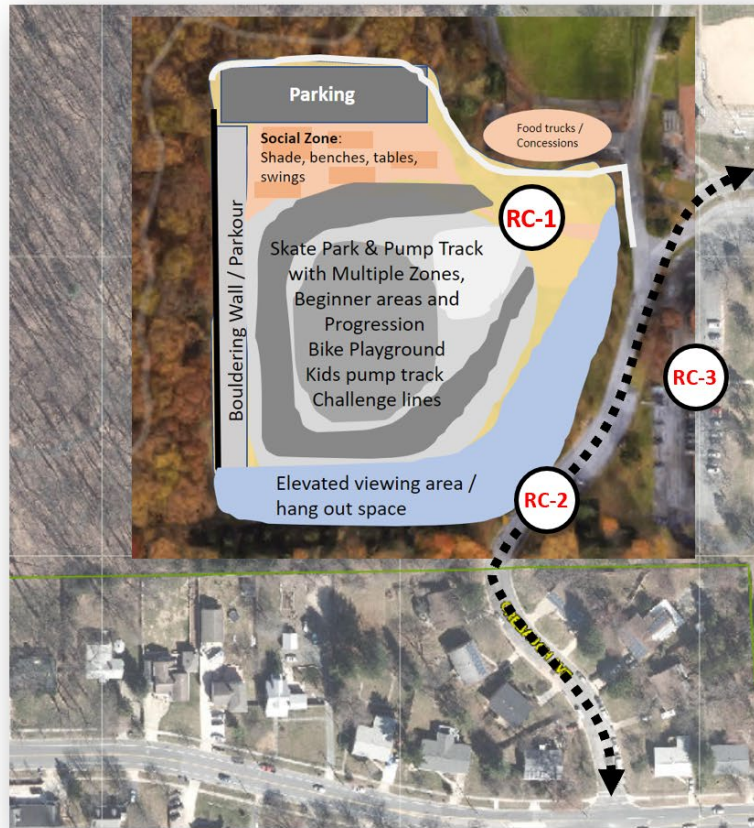 Parking
Social Zone:
Shade, benches, tables,
swings
Food trucks /
Concessions
RC-1
Bouldering Wall / Parkour
Skate Park & Pump Track
with Multiple Zones,
Beginner areas and
Progression
Bike Playground
Kids pump track
Challenge lines
RC-3
Elevated viewing area /
hang out space
RC-2